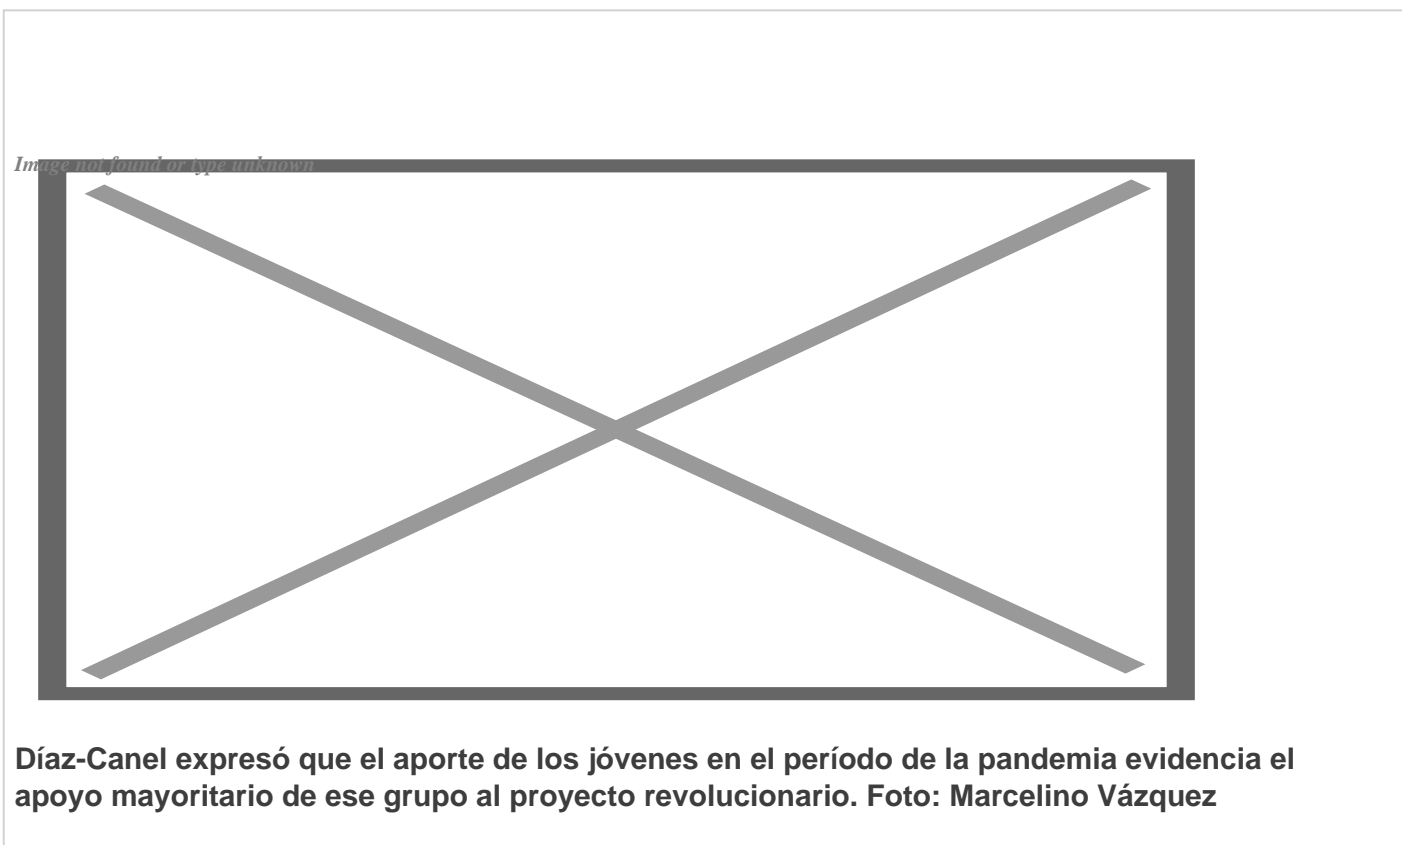 Image not found or type unknown
Díaz-Canel expresó que el aporte de los jóvenes en el período de la pandemia evidencia el
apoyo mayoritario de ese grupo al proyecto revolucionario. Foto: Marcelino Vázquez